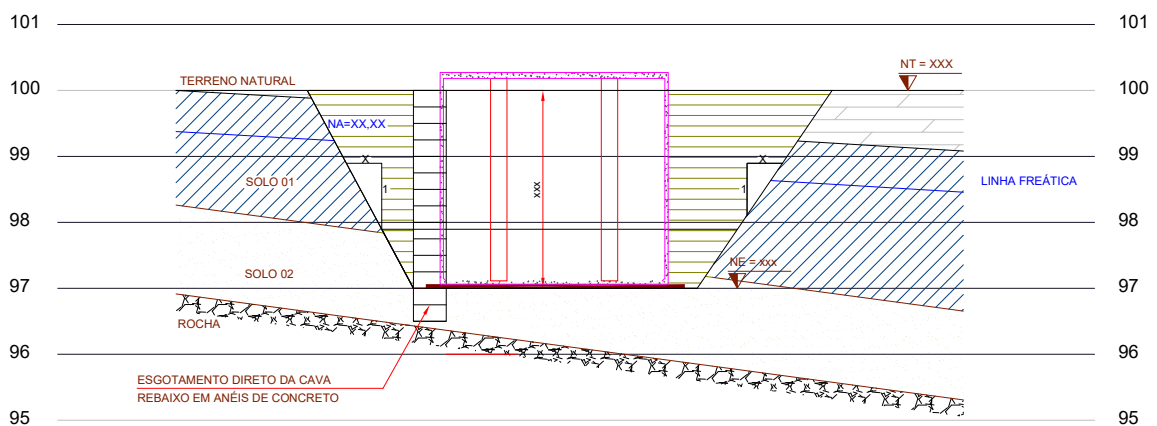 101
101
NT = XXX
TERRENO NATURAL
100
100
NA=XX,XX
99
X
X
99
SOLO 01
1
XXX
1
LINHA FREÁTICA
98
98
SOLO 02
NE = xxx
97
97
ROCHA
96
96
ESGOTAMENTO DIRETO DA CAVA
REBAIXO EM ANÉIS DE CONCRETO
95
95